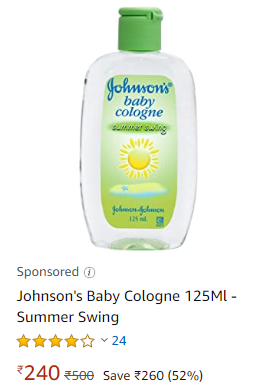 Johnson's®
baby
cologne
summer swing
Johnson & Johnson
125 ml.
Sponsored
Johnson's Baby Cologne 125Ml -
Summer Swing
24
₹240 ₹500 Save ₹260 (52%)